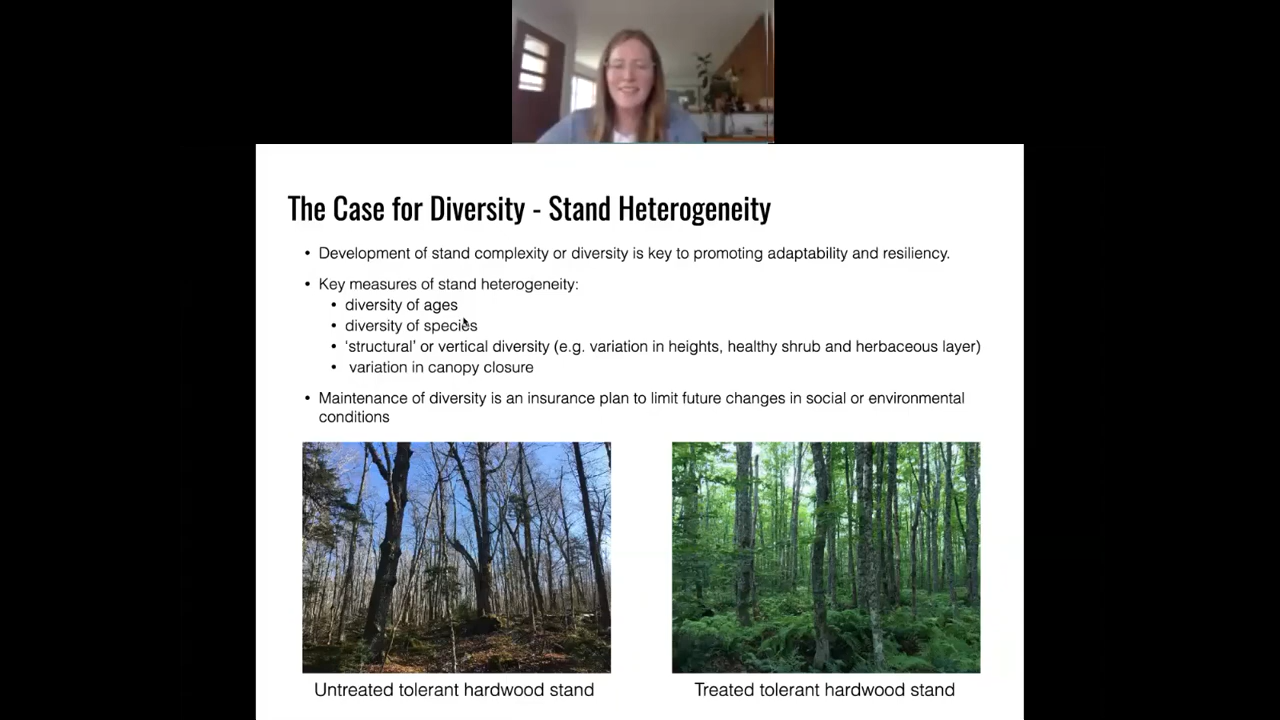 The Case for Diversity - Stand Heterogeneity
• Development of stand complexity or diversity is key to promoting adaptability and resiliency.
• Key measures of stand heterogeneity:
• diversity of ages
• diversity of species
• ‘structural’ or vertical diversity (e.g. variation in heights, healthy shrub and herbaceous layer)
• variation in canopy closure
• Maintenance of diversity is an insurance plan to limit future changes in social or environmental
conditions
Untreated tolerant hardwood stand
Treated tolerant hardwood stand